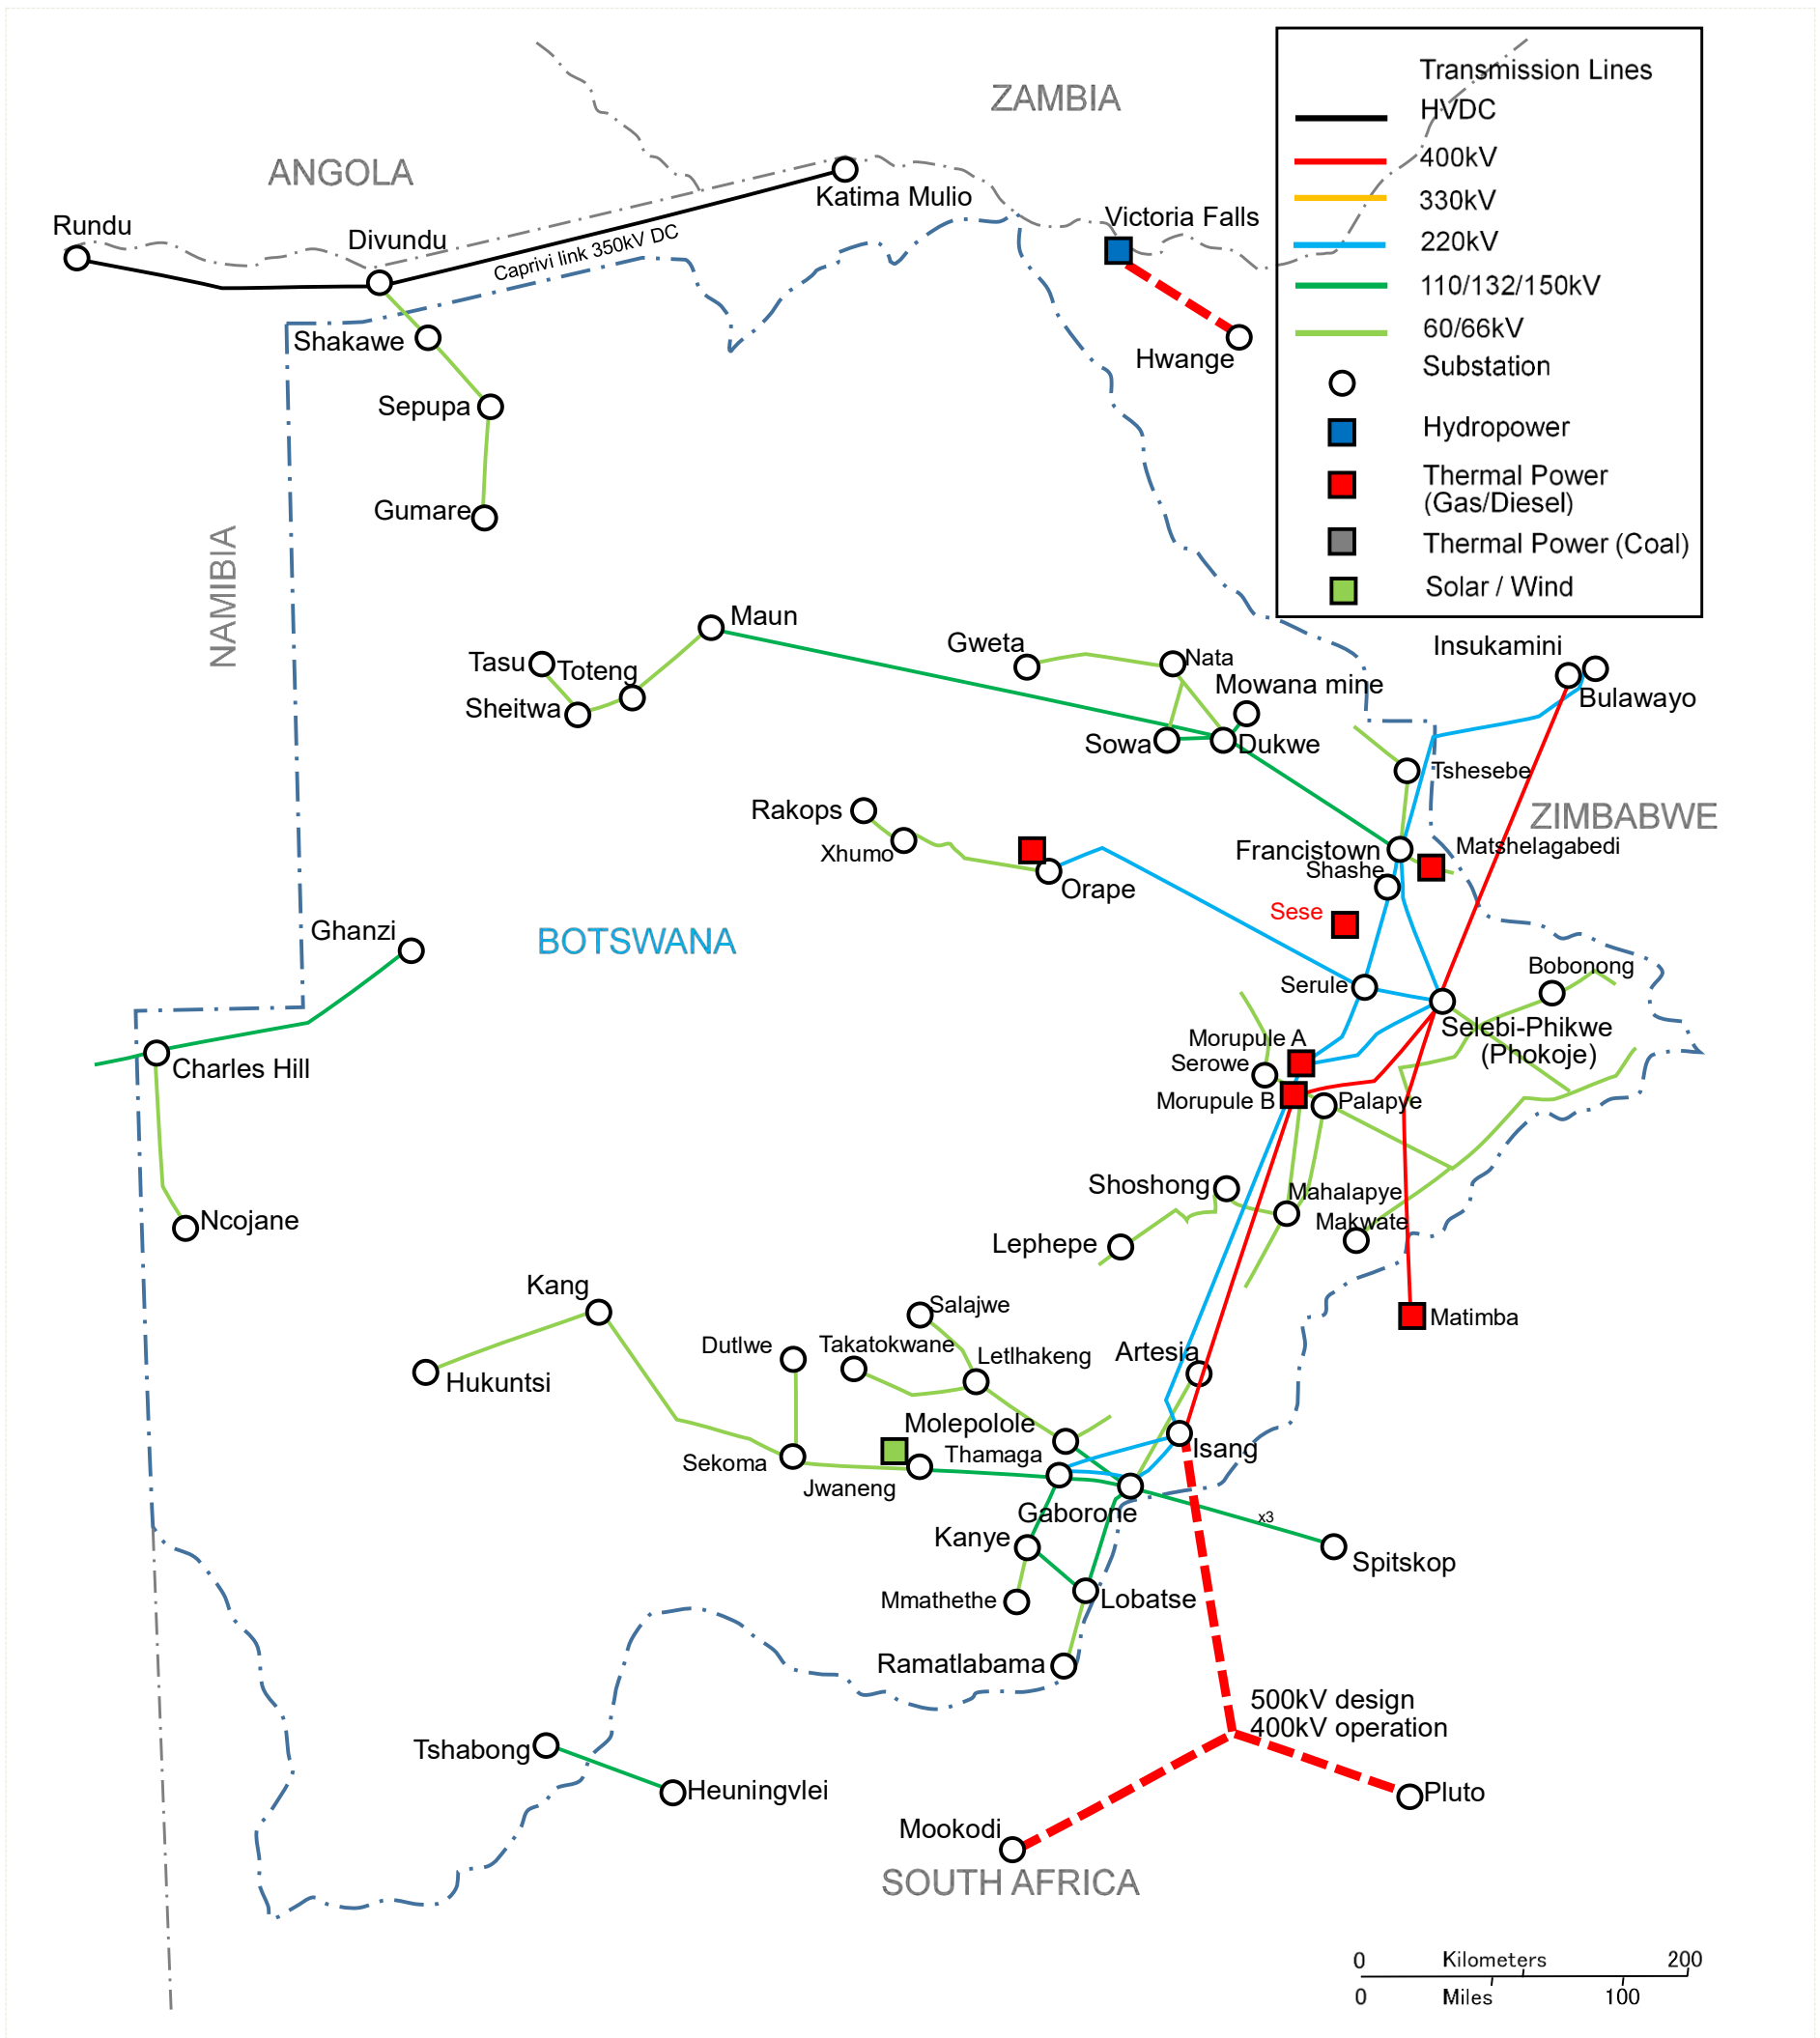 Transmission Lines
HVDC
400kV
330kV
220kV
110/132/150kV
60/66kV
Substation
Hydropower
Thermal Power
(Gas/Diesel)
Thermal Power (Coal)
Solar / Wind
ZAMBIA
ANGOLA
Katima Mulio
Rundu
Divundu
Victoria Falls
Caprivi link 350kV DC
Shakawe
Hwange
Sepupa
Gumare
NAMIBIA
Maun
Gweta
Insukamini
Tasu
Toteng
Nata
Mowana mine
Bulawayo
Sheitwa
Sowa
Dukwe
Tshesebe
Rakops
ZIMBABWE
Xhumo
Francistown
Matshelagabedi
Shashe
Orape
Sese
Ghanzi
BOTSWANA
Bobonong
Serule
Selebi-Phikwe
(Phokoje)
Morupule A
Serowe
Charles Hill
Morupule B
Palapye
Shoshong
Mahalapye
Makwate
Ncojane
Lephepe
Kang
Salajwe
Matimba
Dutlwe
Takatokwane
Letlhakeng
Artesia
Hukuntsi
Molepolole
Isang
Sekoma
Thamaga
Jwaneng
Gaborone
x3
Kanye
Spitskop
Mmathethe
Lobatse
Ramatlabama
500kV design
400kV operation
Tshabong
Heuningvlei
Pluto
Mookodi
SOUTH AFRICA
0 Kilometers 200
0 Miles 100